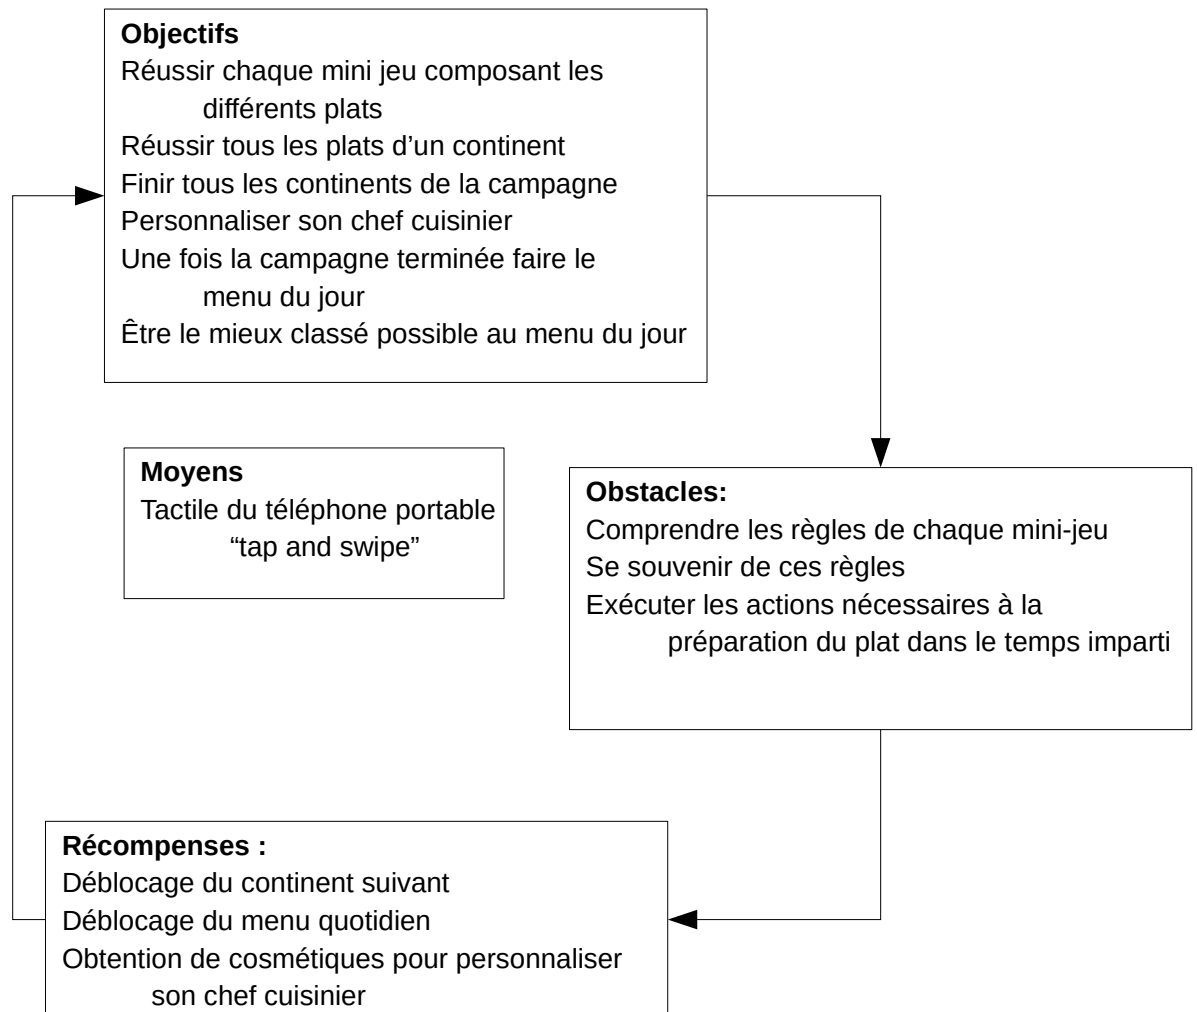 Objectifs
Réussir chaque mini jeu composant les
différents plats
Réussir tous les plats d’un continent
Finir tous les continents de la campagne
Personnaliser son chef cuisinier
Une fois la campagne terminée faire le
menu du jour
Être le mieux classé possible au menu du jour
Moyens
Tactile du téléphone portable
“tap and swipe”
Obstacles:
Comprendre les règles de chaque mini-jeu
Se souvenir de ces règles
Exécuter les actions nécessaires à la
préparation du plat dans le temps imparti
Récompenses :
Déblocage du continent suivant
Déblocage du menu quotidien
Obtention de cosmétiques pour personnaliser
son chef cuisinier